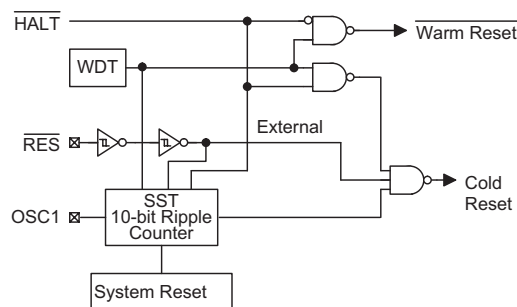 HALT
Warm Reset
WDT
RES
External
Cold
Reset
OSC1
SST
10-bit Ripple
Counter
System Reset